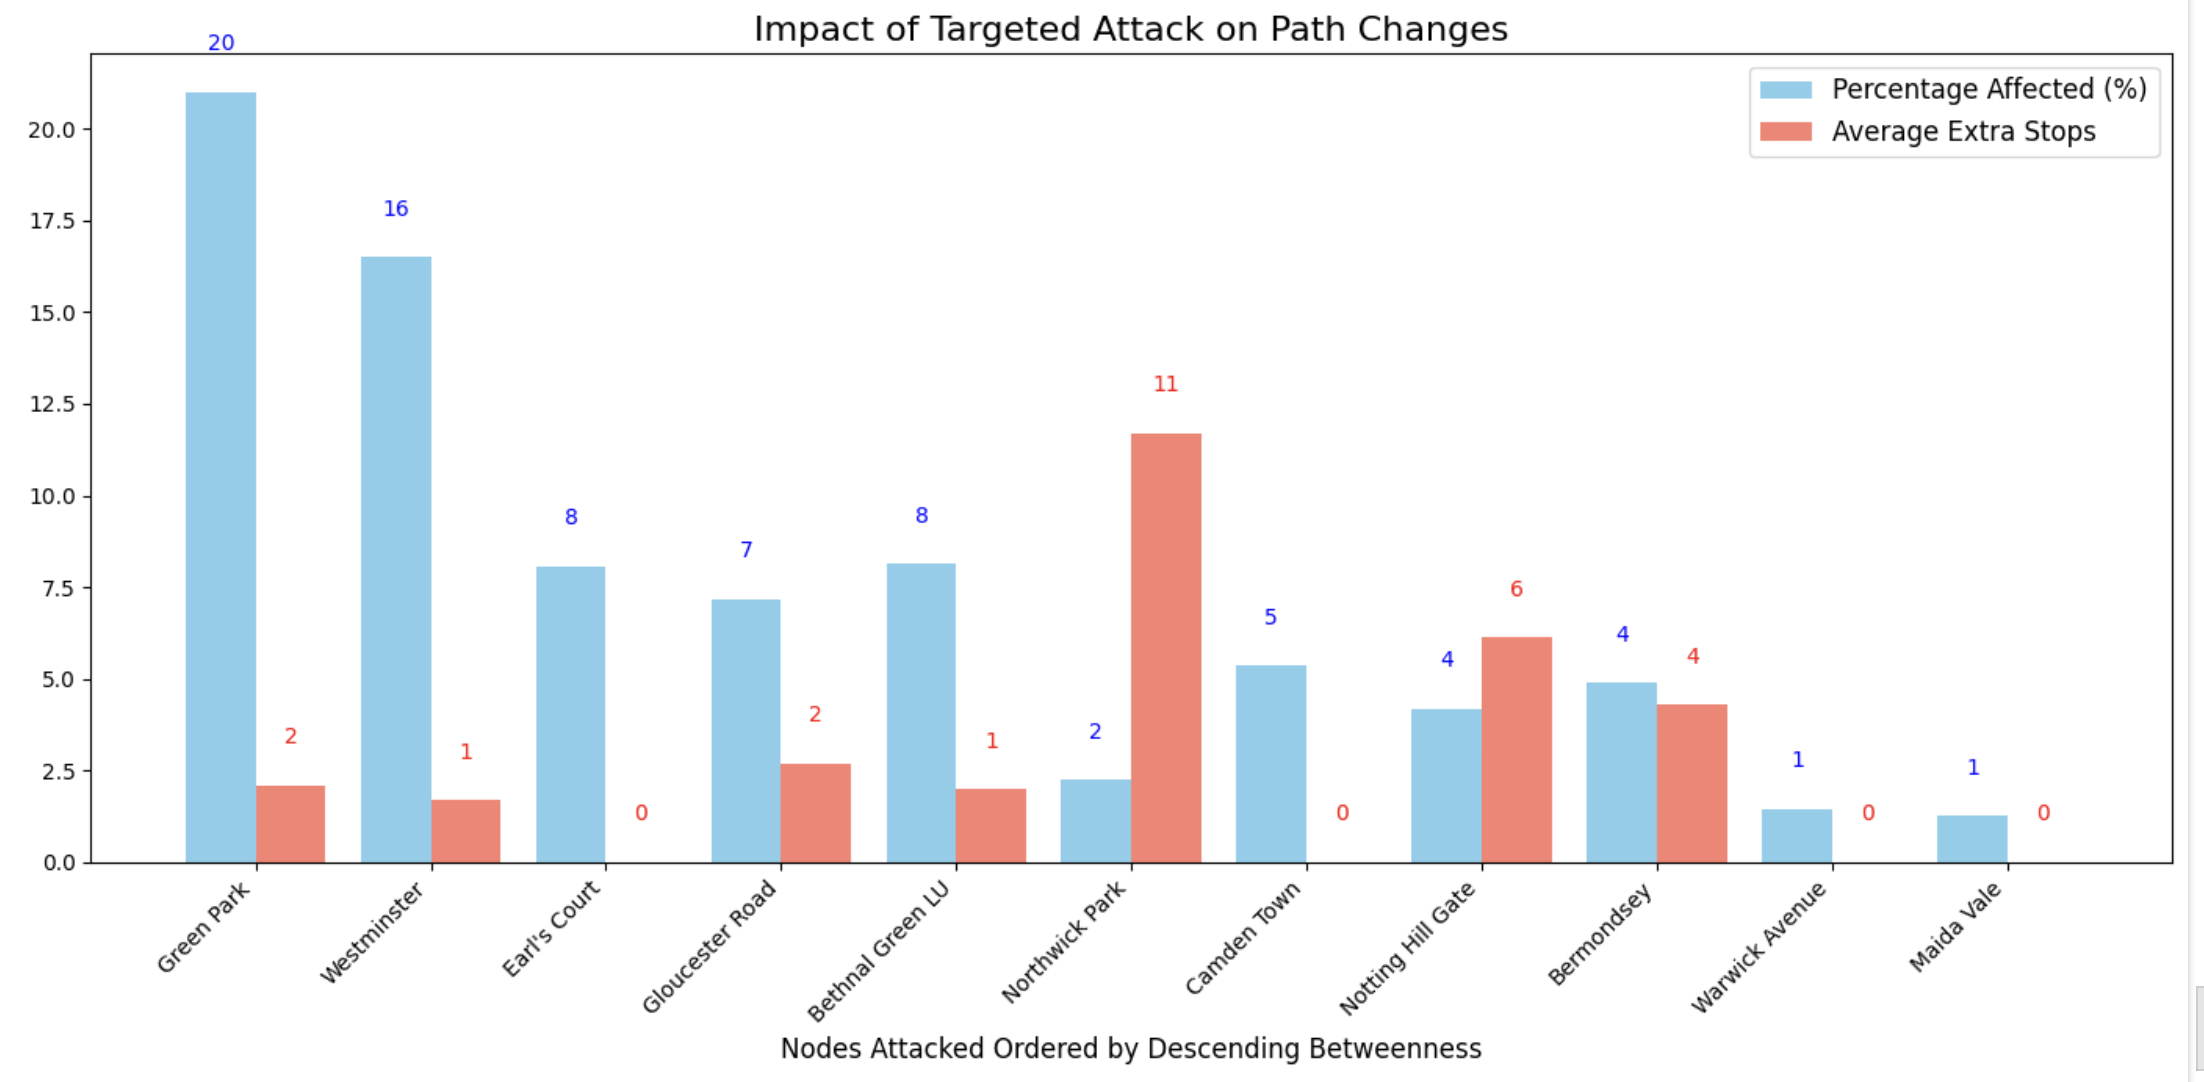 Impact of Targeted Attack on Path Changes
Percentage Affected (%)
Average Extra Stops
20.0
17.5
15.0
12.5
10.0
7.5
5.0
2.5
0.0
20
2
16
1
8
0
7
2
8
1
2
11
5
0
4
6
4
4
1
0
1
0
Green Park
Westminster
Earl's Court
Gloucester Road
Bethnal Green LU
Northwick Park
Camden Town
Notting Hill Gate
Bermondsey
Warwick Avenue
Maida Vale
Nodes Attacked Ordered by Descending Betweenness